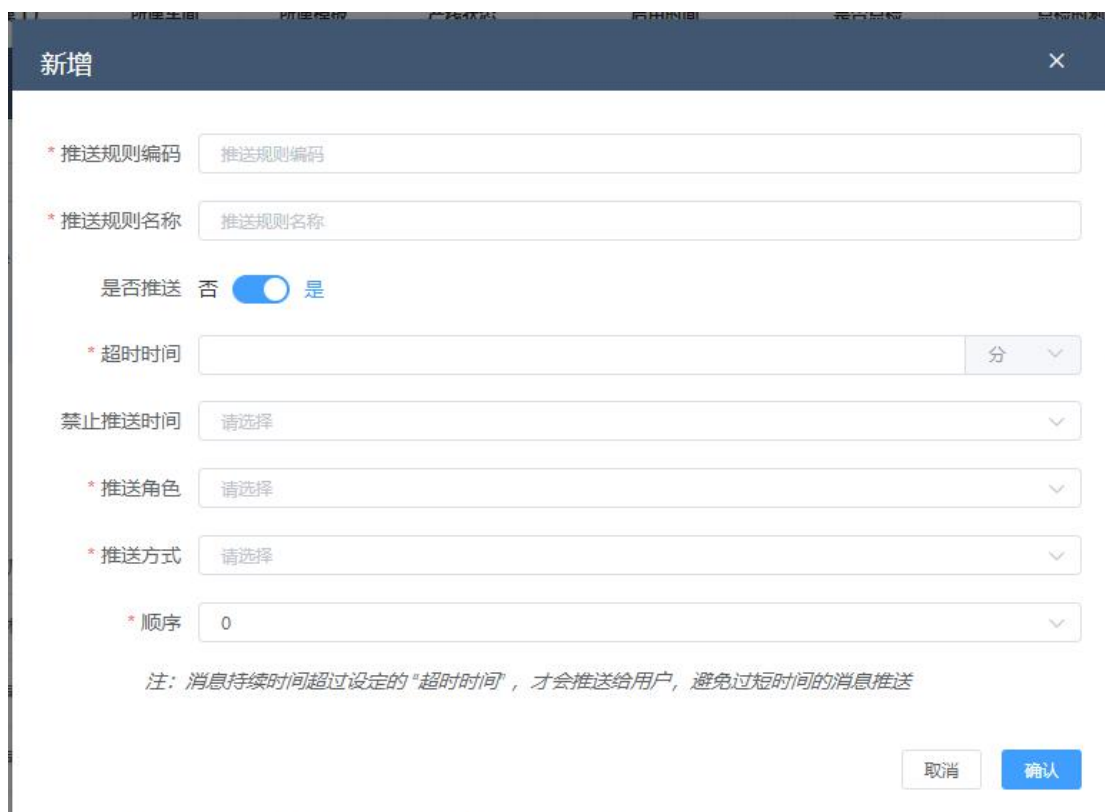 新增
* 推送规则编码 推送规则编码
* 推送规则名称 推送规则名称
是否推送 否 是
* 超时时间 分
禁止推送时间 请选择
* 推送角色 请选择
* 推送方式 请选择
* 顺序 0
注：消息持续时间超过设定的“超时时间”，才会推送给用户，避免过短时间的消息推送
取消 确认